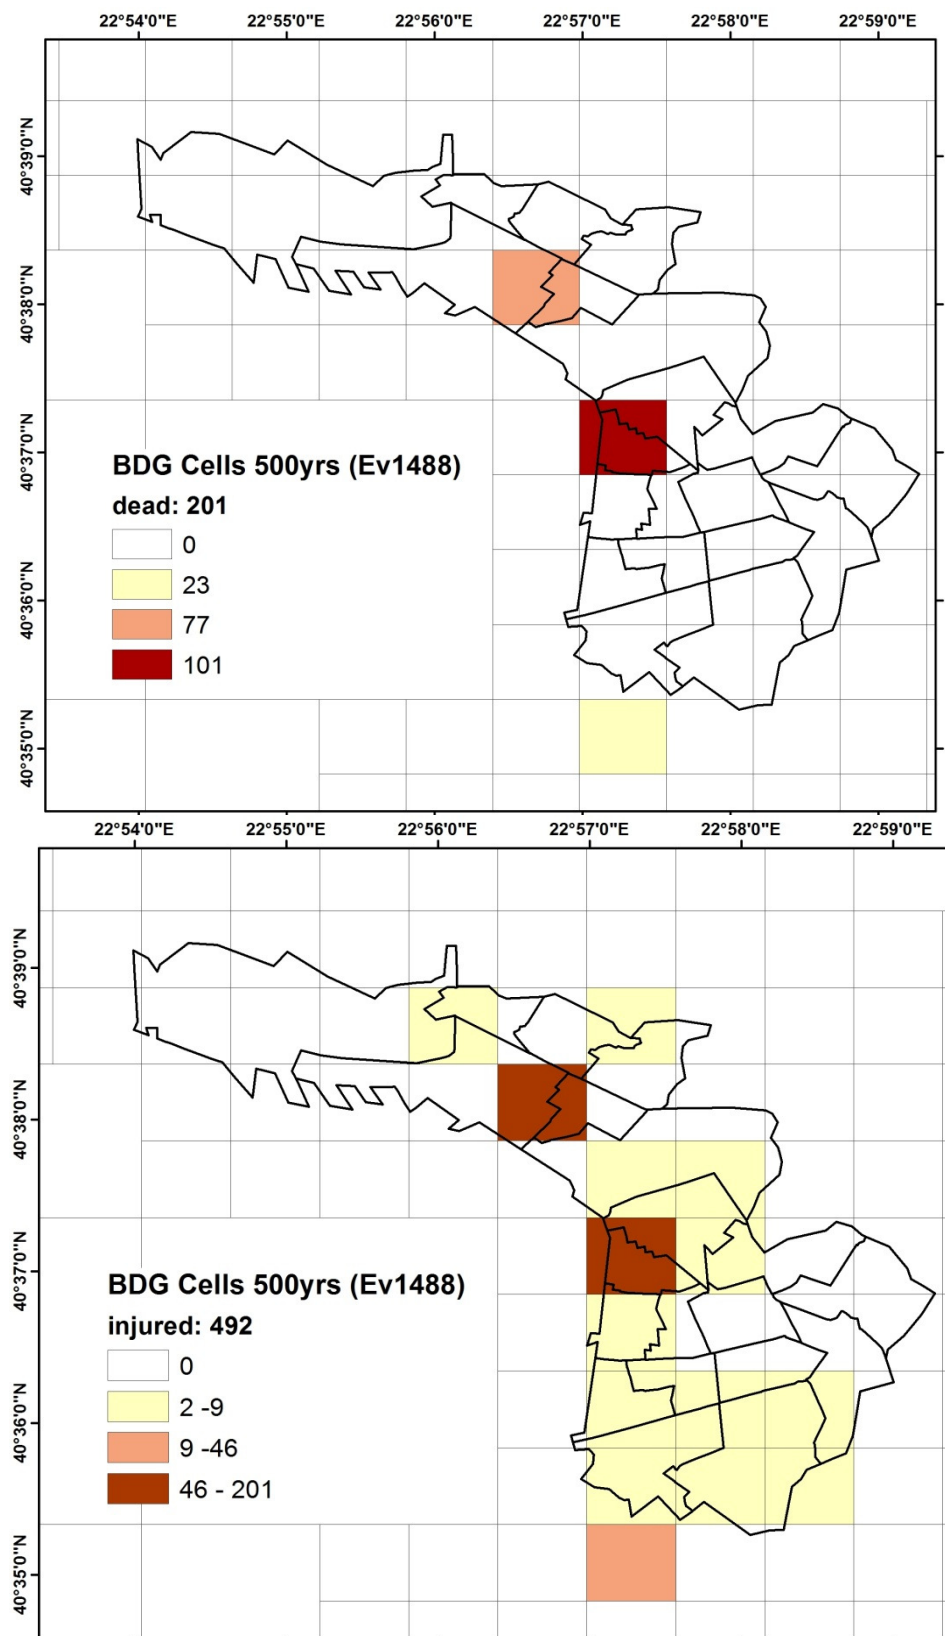 22°54'0"E 22°55'0"E 22°56'0"E 22°57'0"E 22°58'0"E 22°59'0"E
40°39'0"N
40°38'0"N
40°37'0"N
BDG Cells 500yrs (Ev1488)
dead: 201
0
23
40°36'0"N
77
101
40°35'0"N
22°54'0"E 22°55'0"E 22°56'0"E 22°57'0"E 22°58'0"E 22°59'0"E
40°39'0"N
40°38'0"N
40°37'0"N
BDG Cells 500yrs (Ev1488)
injured: 492
0
2 -9
40°36'0"N
9 -46
46 - 201
40°35'0"N